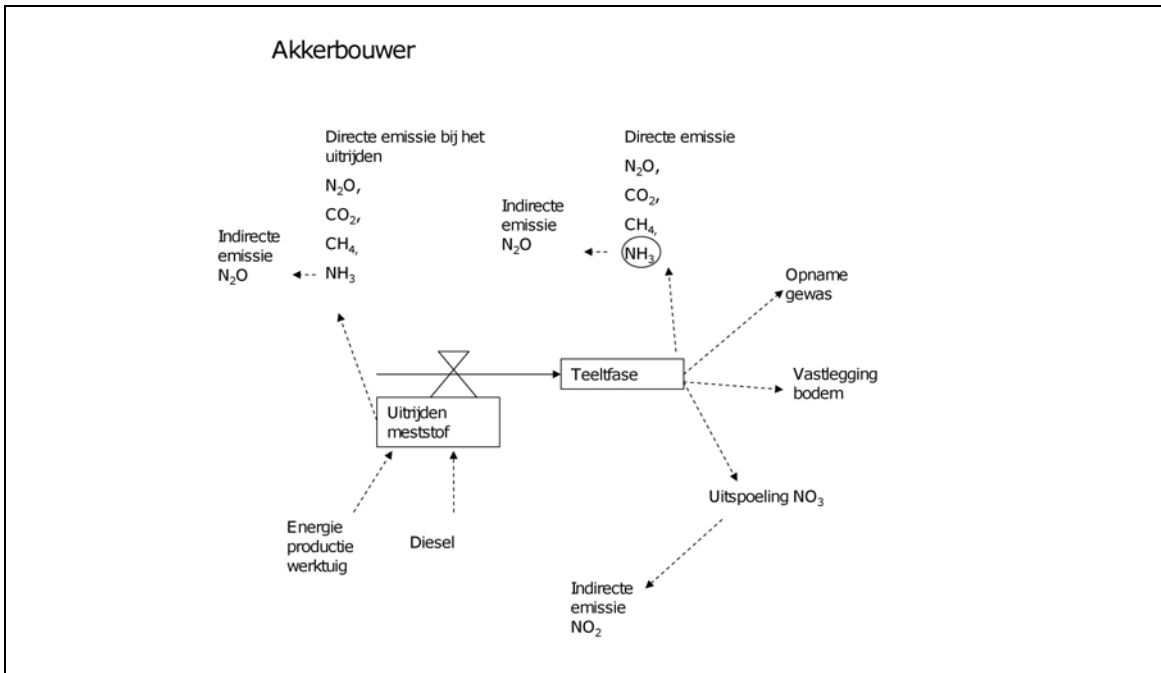 Akkerbouwer
Directe emissie bij het
uitrijden
N₂O,
CO₂,
CH₄,
NH₃
Indirecte
emissie
N₂O
Directe emissie
N₂O,
CO₂,
CH₄,
NH₃
Indirecte
emissie
N₂O
Opname
gewas
Teeltfase
Vastlegging
bodem
Uitrijden
meststof
Uitspoeling NO₃
Energie
productie
werktuig
Diesel
Indirecte
emissie
NO₂